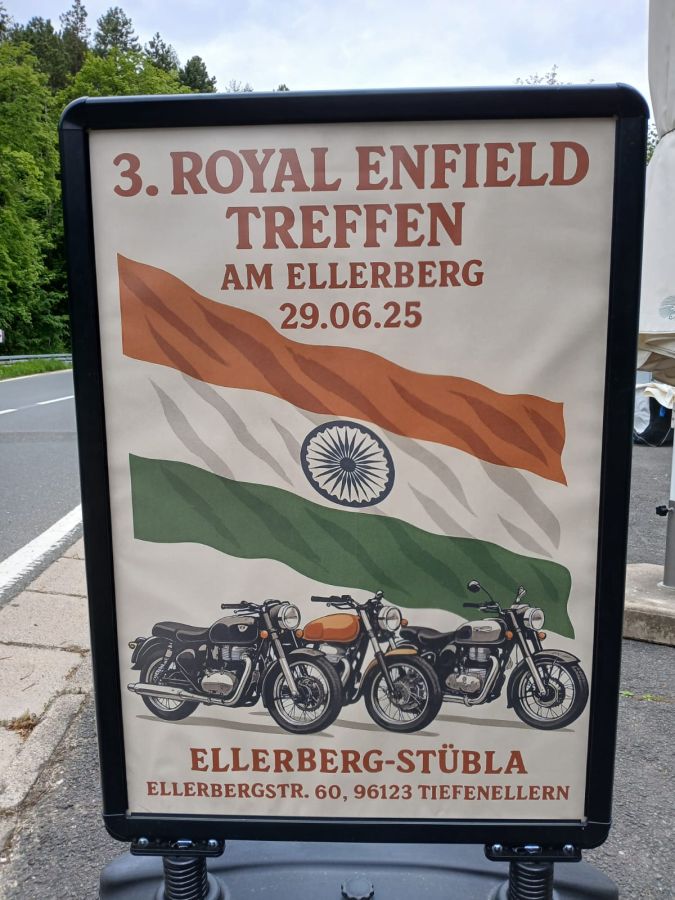 3. ROYAL ENFIELD
TREFFEN
AM ELLERBERG
29.06.25
ELLERBERG-STÜBLA
ELLERBERGSTR. 60, 96123 TIEFENELLERN